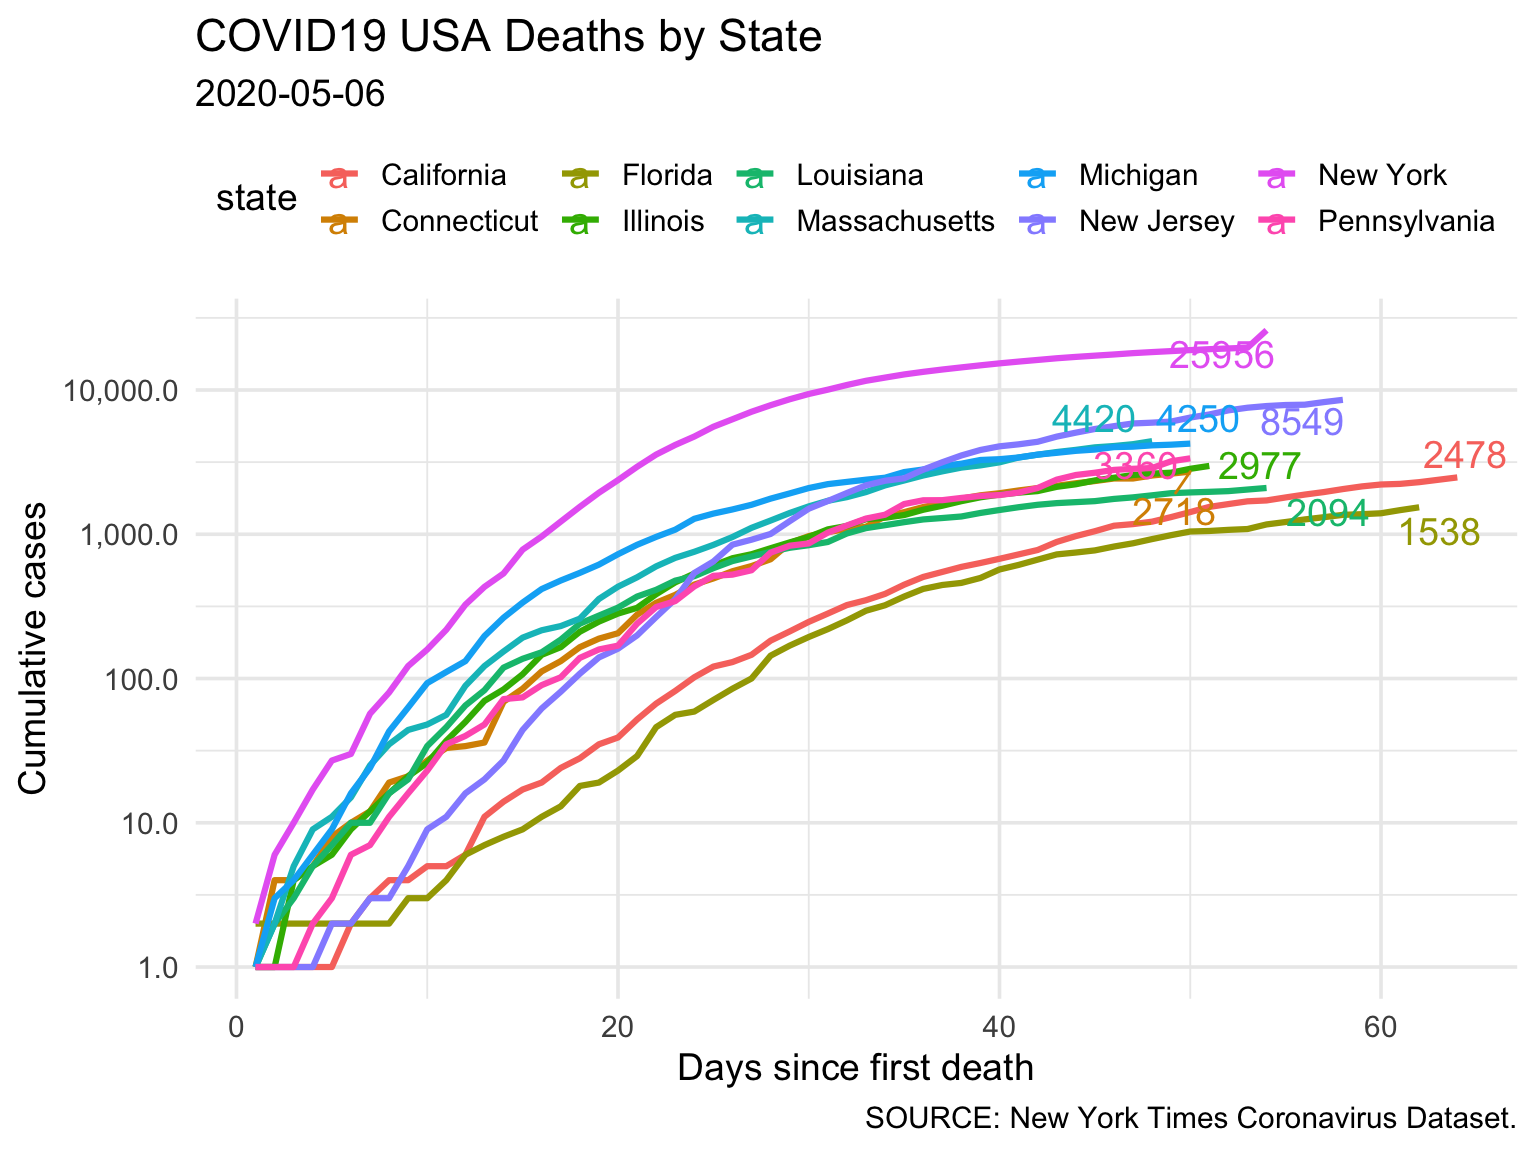 COVID19 USA Deaths by State
2020-05-06
state
a California a Florida a Louisiana a Michigan a New York
a Connecticut a Illinois a Massachusetts a New Jersey a Pennsylvania
25956
10,000.0
4420 4250 8549
2478
3360 2977
2718 2094 1538
1,000.0
100.0
10.0
1.0
Cumulative cases
0 20 40 60
Days since first death
SOURCE: New York Times Coronavirus Dataset.